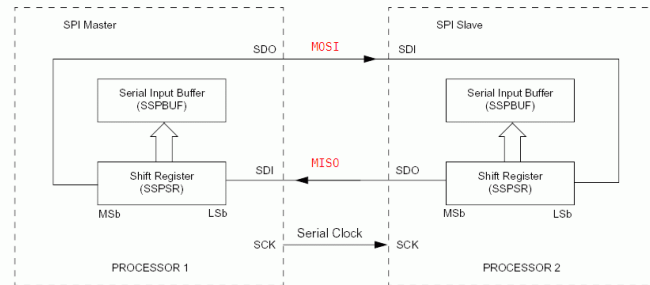 SPI Master
SPI Slave
SDO
MOSI
SDI
Serial Input Buffer
(SSPBUF)
Serial Input Buffer
(SSPBUF)
MISO
SDI
SDO
Shift Register
(SSPSR)
Shift Register
(SSPSR)
MSb
LSb
MSb
LSb
Serial Clock
SCK
SCK
PROCESSOR 1
PROCESSOR 2